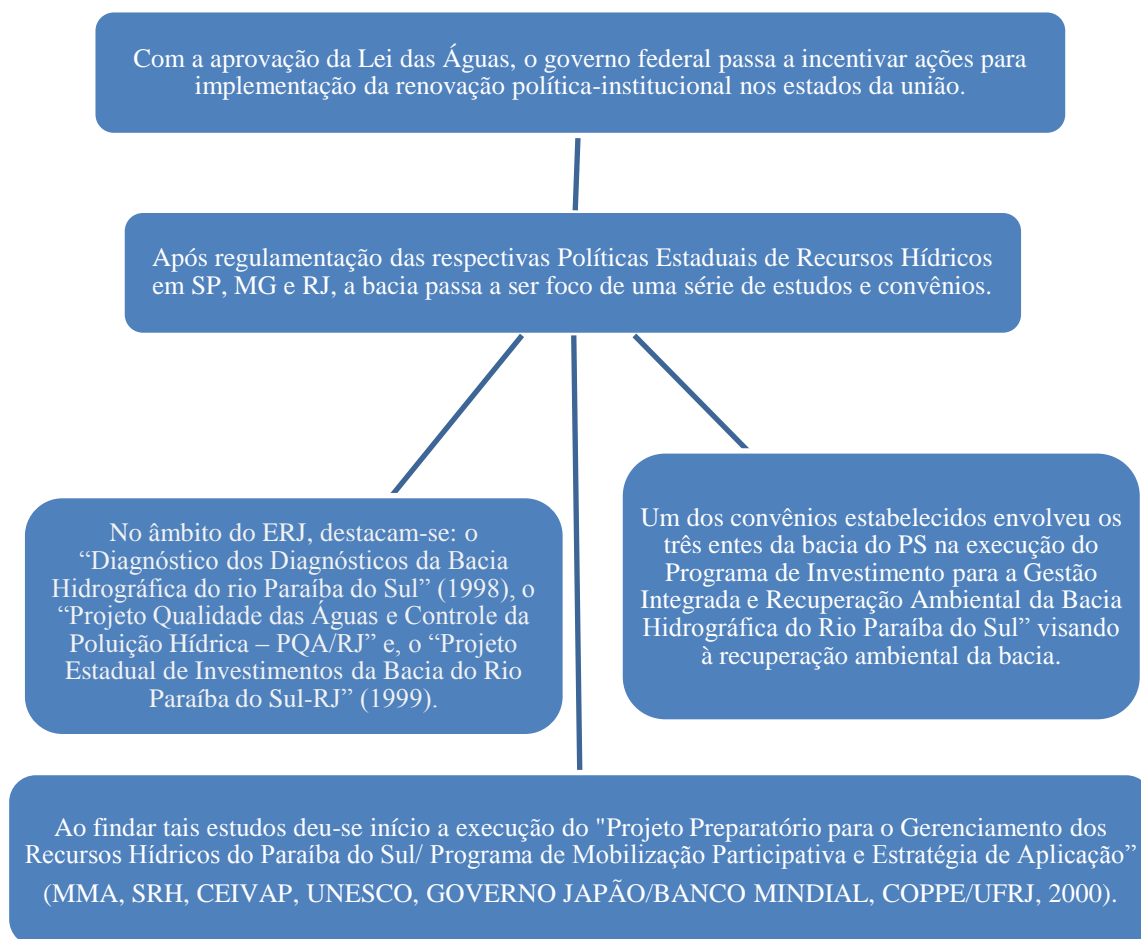 Com a aprovação da Lei das Águas, o governo federal passa a incentivar ações para
implementação da renovação política-institucional nos estados da união.
Após regulamentação das respectivas Políticas Estaduais de Recursos Hídricos
em SP, MG e RJ, a bacia passa a ser foco de uma série de estudos e convênios.
No âmbito do ERJ, destacam-se: o
“Diagnóstico dos Diagnósticos da Bacia
Hidrográfica do rio Paraíba do Sul” (1998), o
“Projeto Qualidade das Águas e Controle da
Poluição Hídrica – PQA/RJ” e, o “Projeto
Estadual de Investimentos da Bacia do Rio
Paraíba do Sul-RJ” (1999).
Um dos convênios estabelecidos envolveu os
três entes da bacia do PS na execução do
Programa de Investimento para a Gestão
Integrada e Recuperação Ambiental da Bacia
Hidrográfica do Rio Paraíba do Sul” visando
à recuperação ambiental da bacia.
Ao findar tais estudos deu-se início a execução do "Projeto Preparatório para o Gerenciamento dos
Recursos Hídricos do Paraíba do Sul/ Programa de Mobilização Participativa e Estratégia de Aplicação”
(MMA, SRH, CEIVAP, UNESCO, GOVERNO JAPÃO/BANCO MINDIAL, COPPE/UFRJ, 2000).